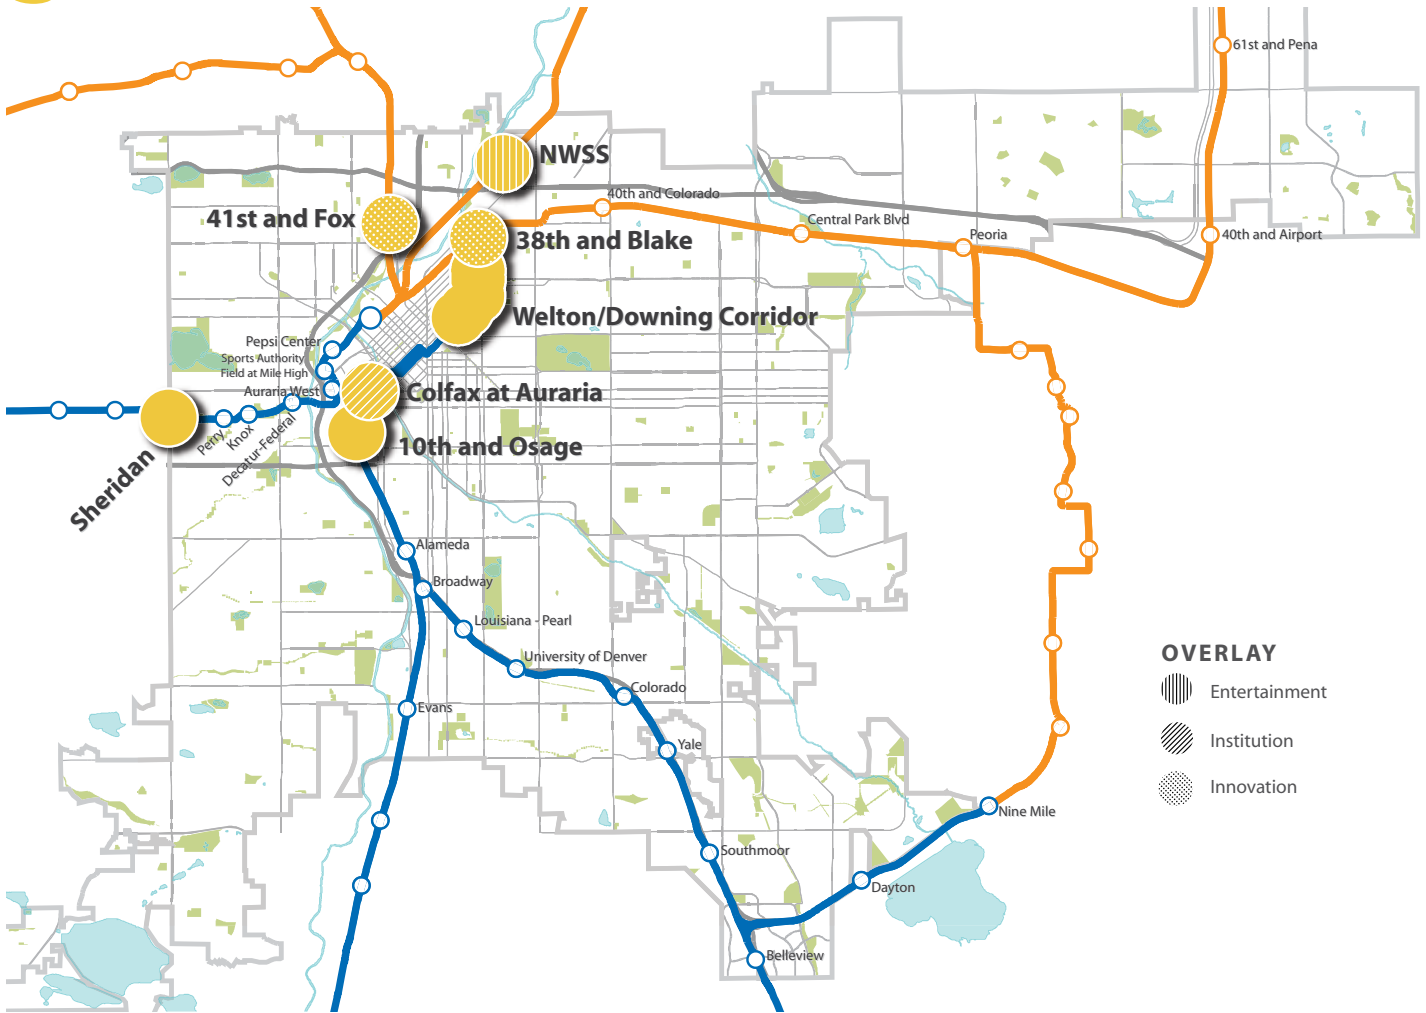 61st and Pena
NWSS
40th and Colorado
41st and Fox
Central Park Blvd
38th and Blake
Peoria
40th and Airport
Welton/Downing Corridor
Pepsi Center
Sports Authority
Field at Mile High
Auraria West
Colfax at Auraria
Perry
Knox
Decatur-Federal
10th and Osage
Sheridan
Alameda
Broadway
Louisiana - Pearl
University of Denver
Colorado
Evans
Yale
OVERLAY
Entertainment
Institution
Innovation
Nine Mile
Southmoor
Dayton
Belleview